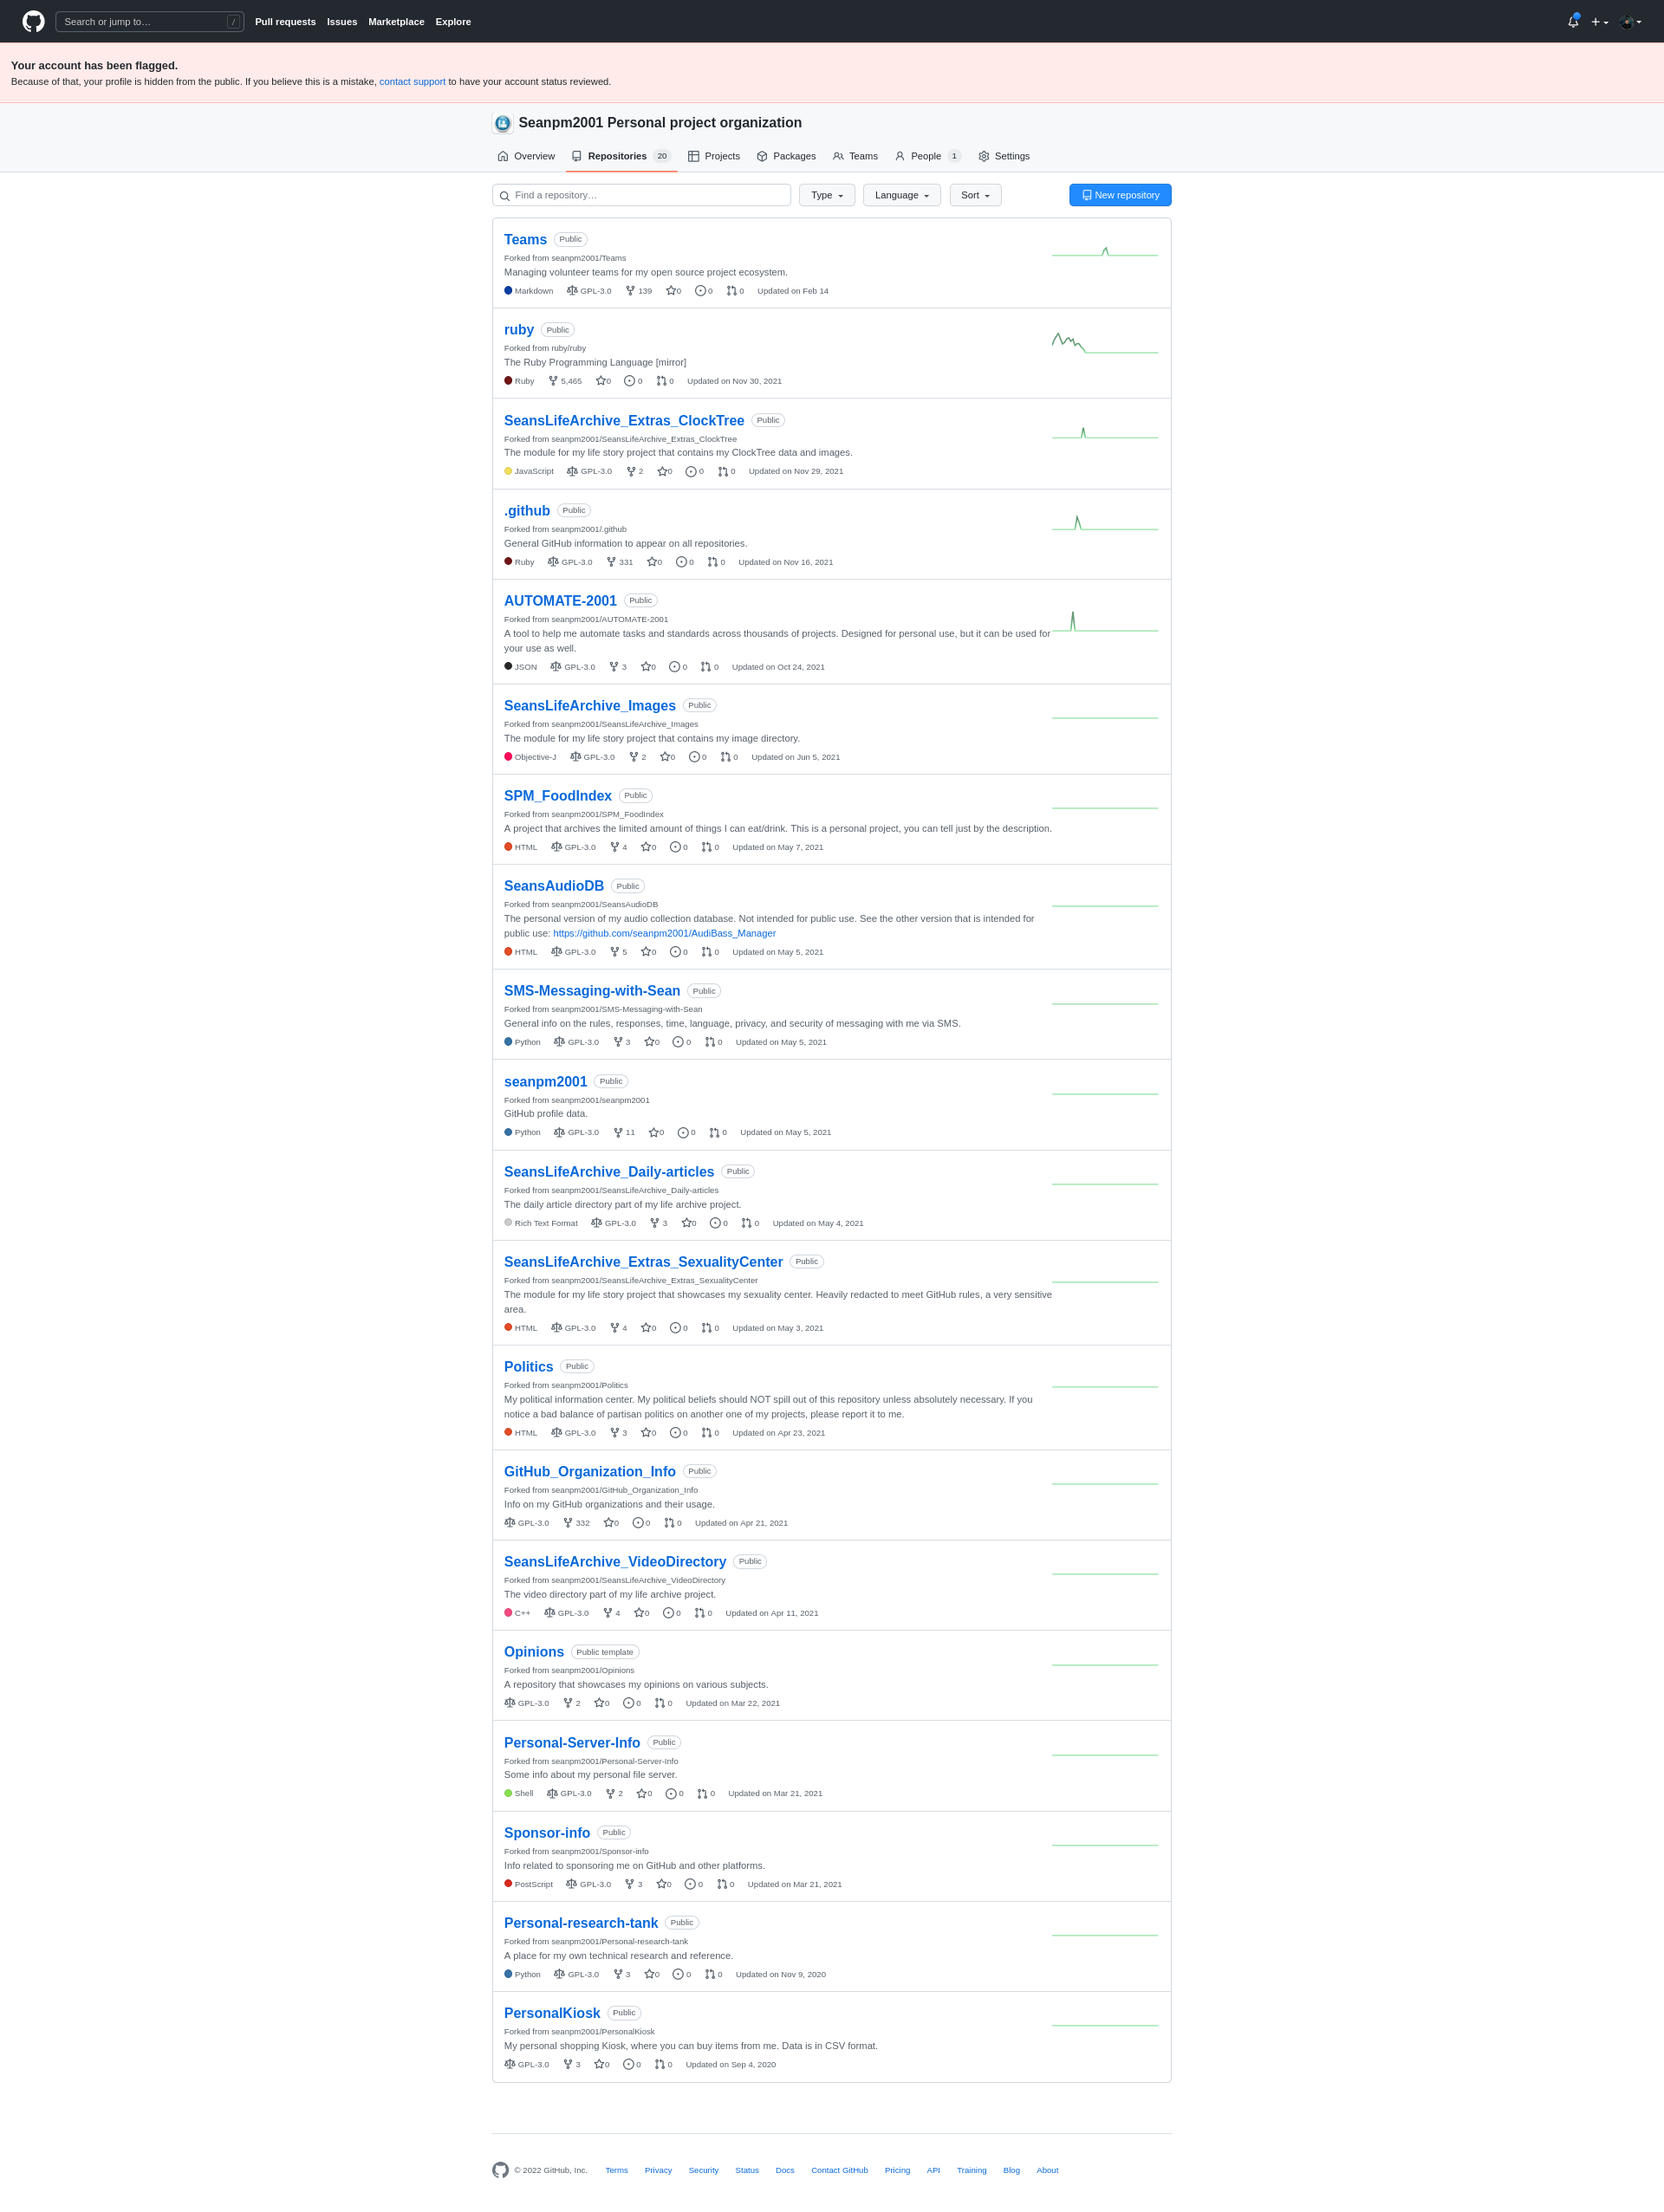 Search or jump to… /
Pull requests Issues Marketplace Explore
Your account has been flagged.
Because of that, your profile is hidden from the public. If you believe this is a mistake, contact support to have your account status reviewed.
Seanpm2001 Personal project organization
Overview Repositories 20 Projects Packages Teams People 1 Settings
Find a repository… Type Language Sort New repository
Teams Public
Forked from seanpm2001/Teams
Managing volunteer teams for my open source project ecosystem.
Markdown GPL-3.0 139 0 0 0 Updated on Feb 14
ruby Public
Forked from ruby/ruby
The Ruby Programming Language [mirror]
Ruby 5,465 0 0 0 Updated on Nov 30, 2021
SeansLifeArchive_Extras_ClockTree Public
Forked from seanpm2001/SeansLifeArchive_Extras_ClockTree
The module for my life story project that contains my ClockTree data and images.
JavaScript GPL-3.0 2 0 0 0 Updated on Nov 29, 2021
.github Public
Forked from seanpm2001/.github
General GitHub information to appear on all repositories.
Ruby GPL-3.0 331 0 0 0 Updated on Nov 16, 2021
AUTOMATE-2001 Public
Forked from seanpm2001/AUTOMATE-2001
A tool to help me automate tasks and standards across thousands of projects. Designed for personal use, but it can be used for
your use as well.
JSON GPL-3.0 3 0 0 0 Updated on Oct 24, 2021
SeansLifeArchive_Images Public
Forked from seanpm2001/SeansLifeArchive_Images
The module for my life story project that contains my image directory.
Objective-J GPL-3.0 2 0 0 0 Updated on Jun 5, 2021
SPM_FoodIndex Public
Forked from seanpm2001/SPM_FoodIndex
A project that archives the limited amount of things I can eat/drink. This is a personal project, you can tell just by the description.
HTML GPL-3.0 4 0 0 0 Updated on May 7, 2021
SeansAudioDB Public
Forked from seanpm2001/SeansAudioDB
The personal version of my audio collection database. Not intended for public use. See the other version that is intended for
public use: https://github.com/seanpm2001/AudiBass_Manager
HTML GPL-3.0 5 0 0 0 Updated on May 5, 2021
SMS-Messaging-with-Sean Public
Forked from seanpm2001/SMS-Messaging-with-Sean
General info on the rules, responses, time, language, privacy, and security of messaging with me via SMS.
Python GPL-3.0 3 0 0 0 Updated on May 5, 2021
seanpm2001 Public
Forked from seanpm2001/seanpm2001
GitHub profile data.
Python GPL-3.0 11 0 0 0 Updated on May 5, 2021
SeansLifeArchive_Daily-articles Public
Forked from seanpm2001/SeansLifeArchive_Daily-articles
The daily article directory part of my life archive project.
Rich Text Format GPL-3.0 3 0 0 0 Updated on May 4, 2021
SeansLifeArchive_Extras_SexualityCenter Public
Forked from seanpm2001/SeansLifeArchive_Extras_SexualityCenter
The module for my life story project that showcases my sexuality center. Heavily redacted to meet GitHub rules, a very sensitive
area.
HTML GPL-3.0 4 0 0 0 Updated on May 3, 2021
Politics Public
Forked from seanpm2001/Politics
My political information center. My political beliefs should NOT spill out of this repository unless absolutely necessary. If you
notice a bad balance of partisan politics on another one of my projects, please report it to me.
HTML GPL-3.0 3 0 0 0 Updated on Apr 23, 2021
GitHub_Organization_Info Public
Forked from seanpm2001/GitHub_Organization_Info
Info on my GitHub organizations and their usage.
GPL-3.0 332 0 0 0 Updated on Apr 21, 2021
SeansLifeArchive_VideoDirectory Public
Forked from seanpm2001/SeansLifeArchive_VideoDirectory
The video directory part of my life archive project.
C++ GPL-3.0 4 0 0 0 Updated on Apr 11, 2021
Opinions Public template
Forked from seanpm2001/Opinions
A repository that showcases my opinions on various subjects.
GPL-3.0 2 0 0 0 Updated on Mar 22, 2021
Personal-Server-Info Public
Forked from seanpm2001/Personal-Server-Info
Some info about my personal file server.
Shell GPL-3.0 2 0 0 0 Updated on Mar 21, 2021
Sponsor-info Public
Forked from seanpm2001/Sponsor-info
Info related to sponsoring me on GitHub and other platforms.
PostScript GPL-3.0 3 0 0 0 Updated on Mar 21, 2021
Personal-research-tank Public
Forked from seanpm2001/Personal-research-tank
A place for my own technical research and reference.
Python GPL-3.0 3 0 0 0 Updated on Nov 9, 2020
PersonalKiosk Public
Forked from seanpm2001/PersonalKiosk
My personal shopping Kiosk, where you can buy items from me. Data is in CSV format.
GPL-3.0 3 0 0 0 Updated on Sep 4, 2020
© 2022 GitHub, Inc. Terms Privacy Security Status Docs Contact GitHub Pricing API Training Blog About